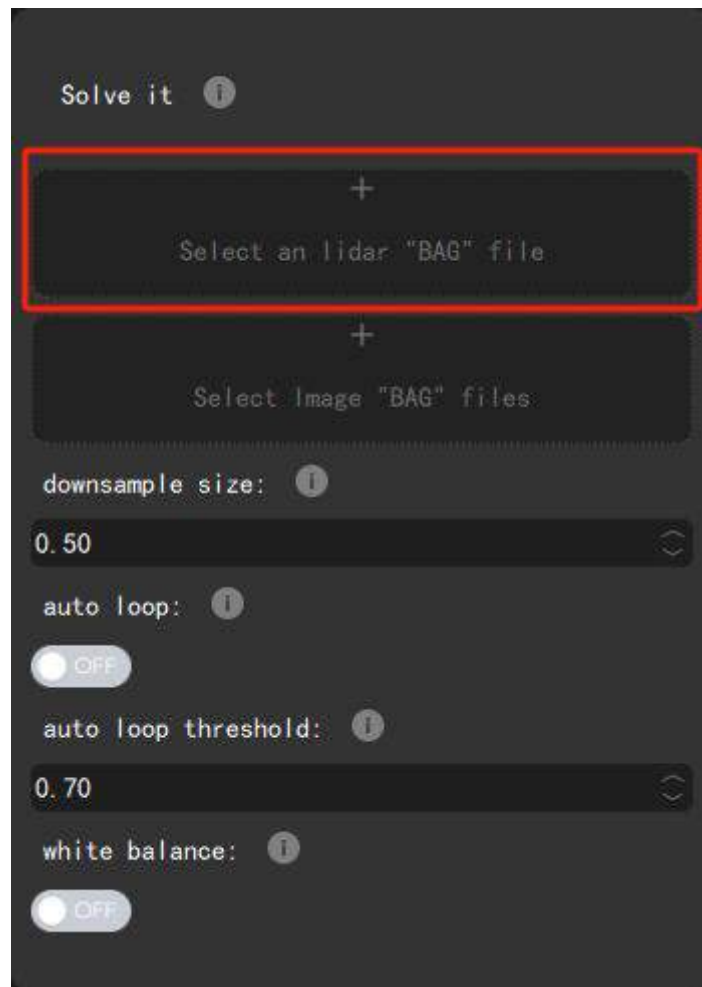 Solve it
+
Select an lidar "BAG" file
+
Select Image "BAG" files
downsample size:
0.50
auto loop:
OFF
auto loop threshold:
0.70
white balance:
OFF